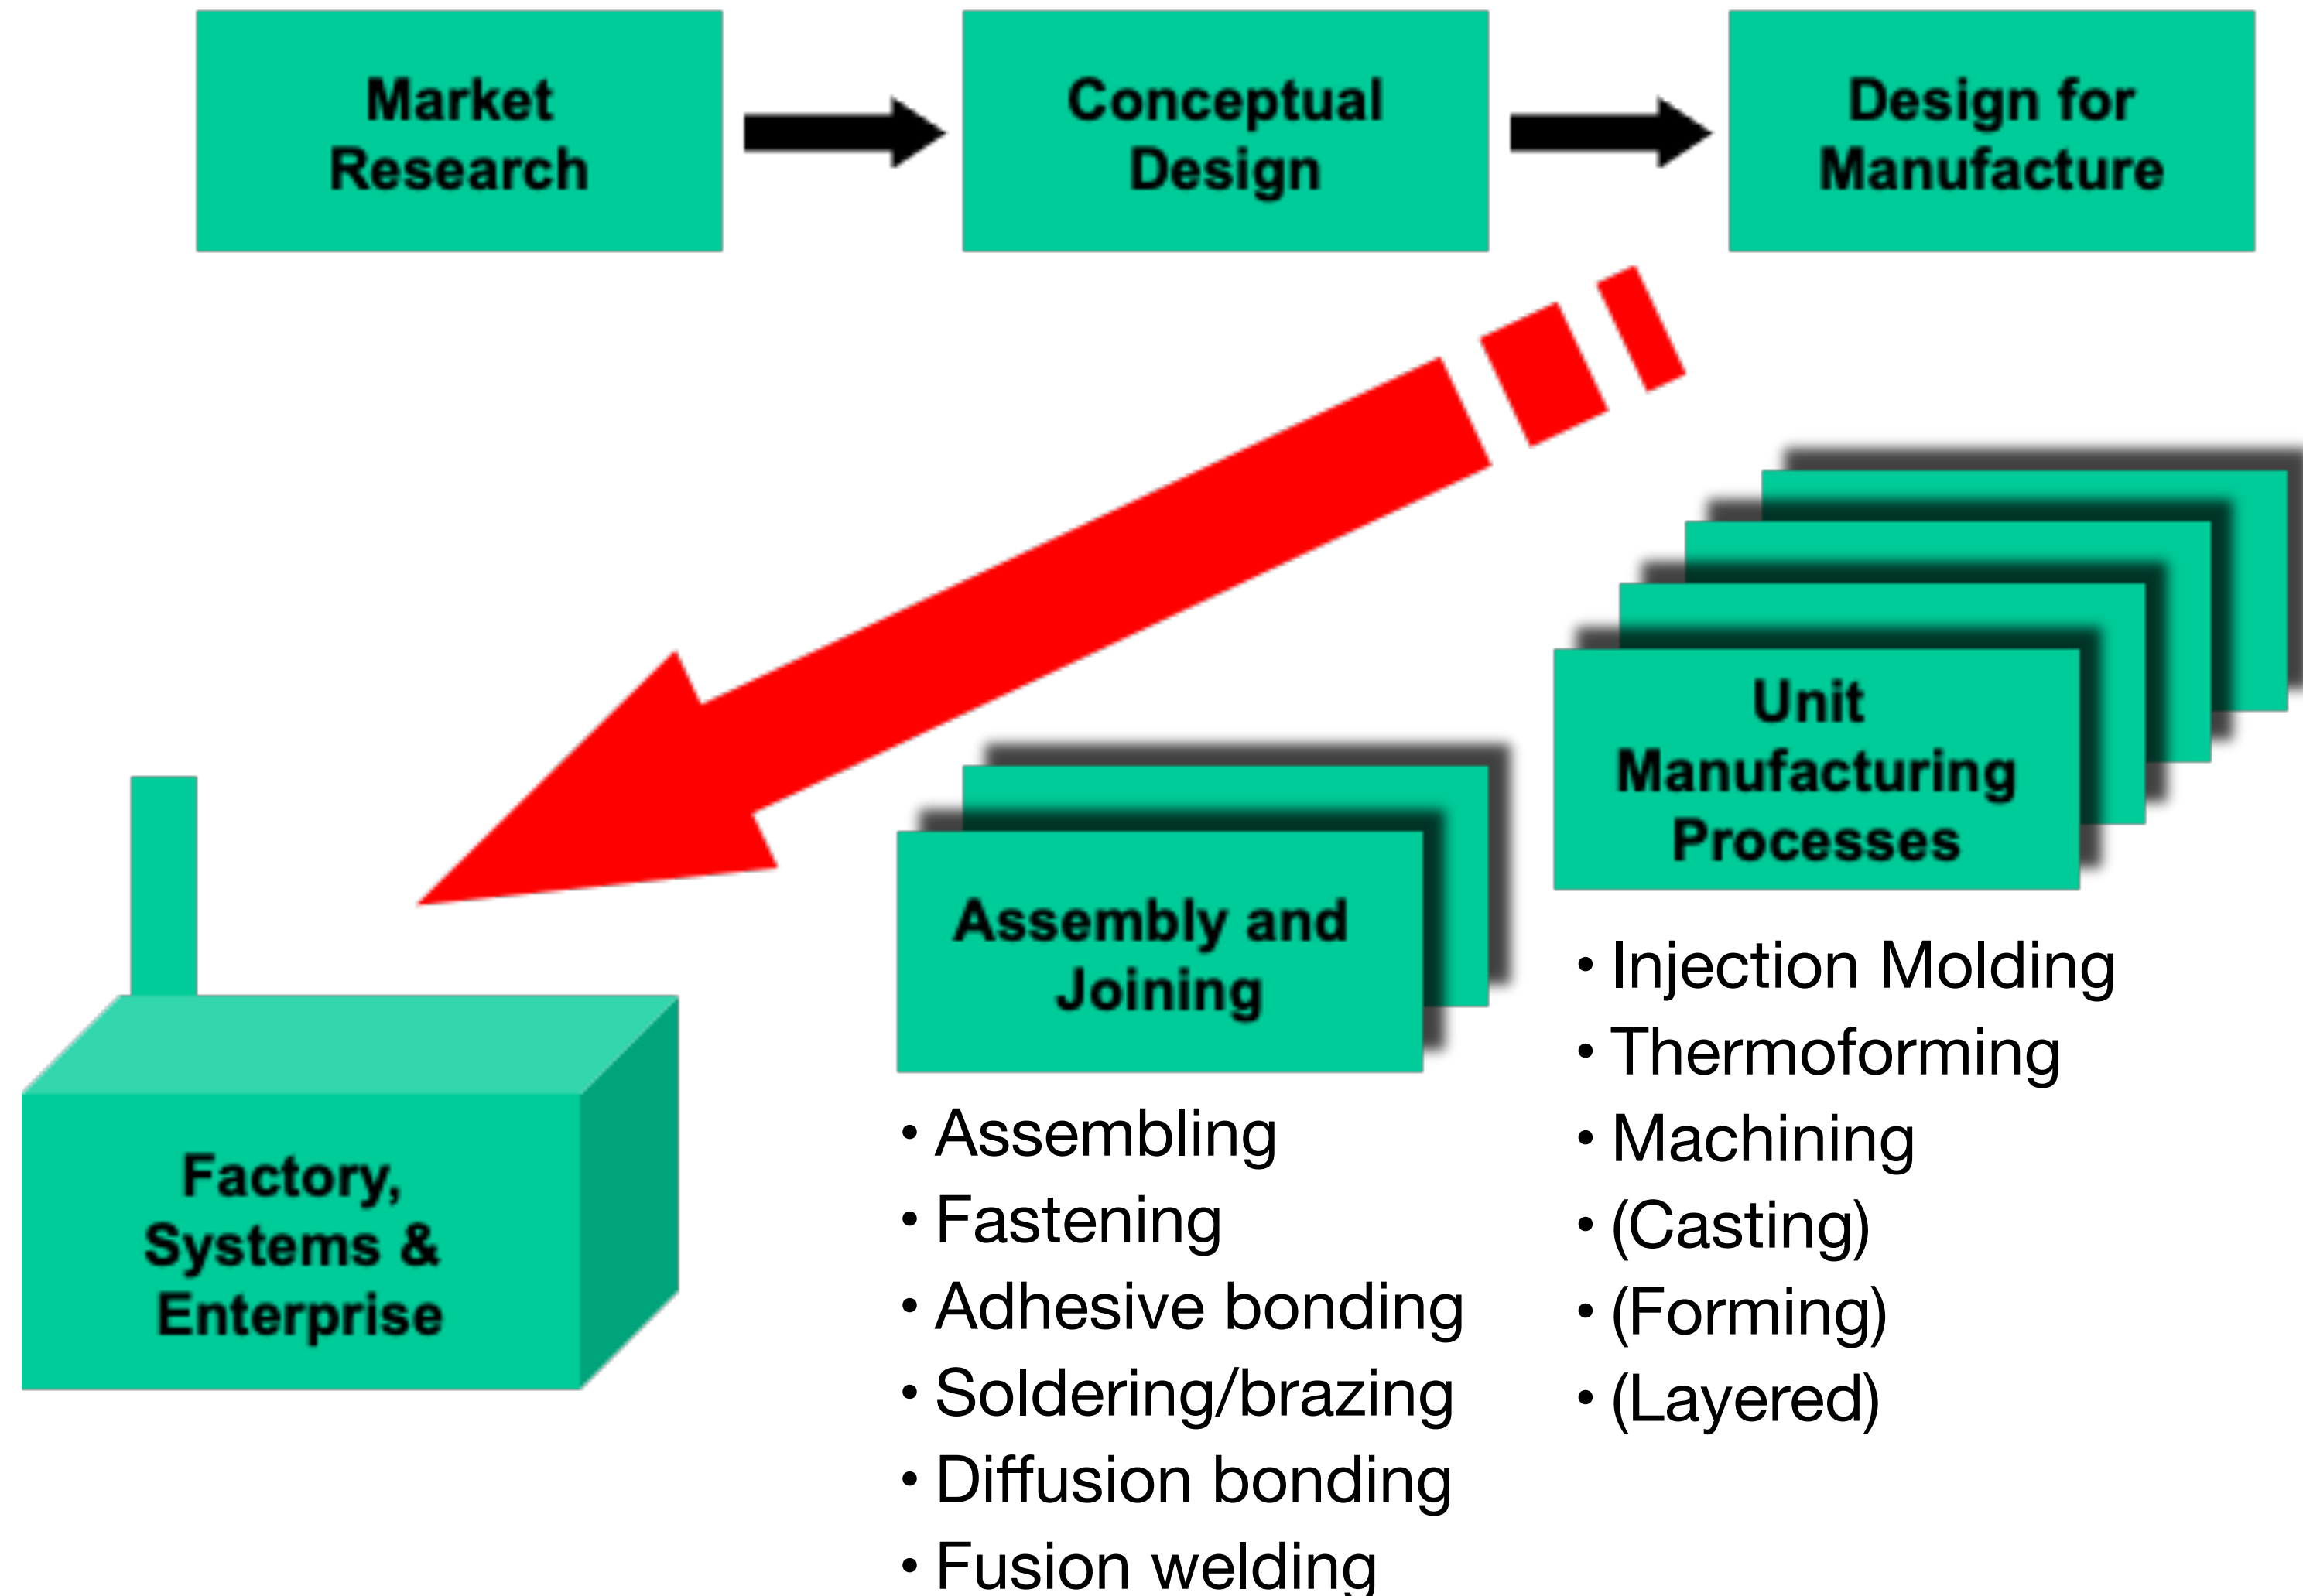 Market
Research
Conceptual
Design
Design for
Manufacture
Unit
Manufacturing
Processes
• Injection Molding
• Thermoforming
• Machining
• (Casting)
• (Forming)
• (Layered)
Assembly and
Joining
• Assembling
• Fastening
• Adhesive bonding
• Soldering/brazing
• Diffusion bonding
• Fusion welding
Factory,
Systems &
Enterprise